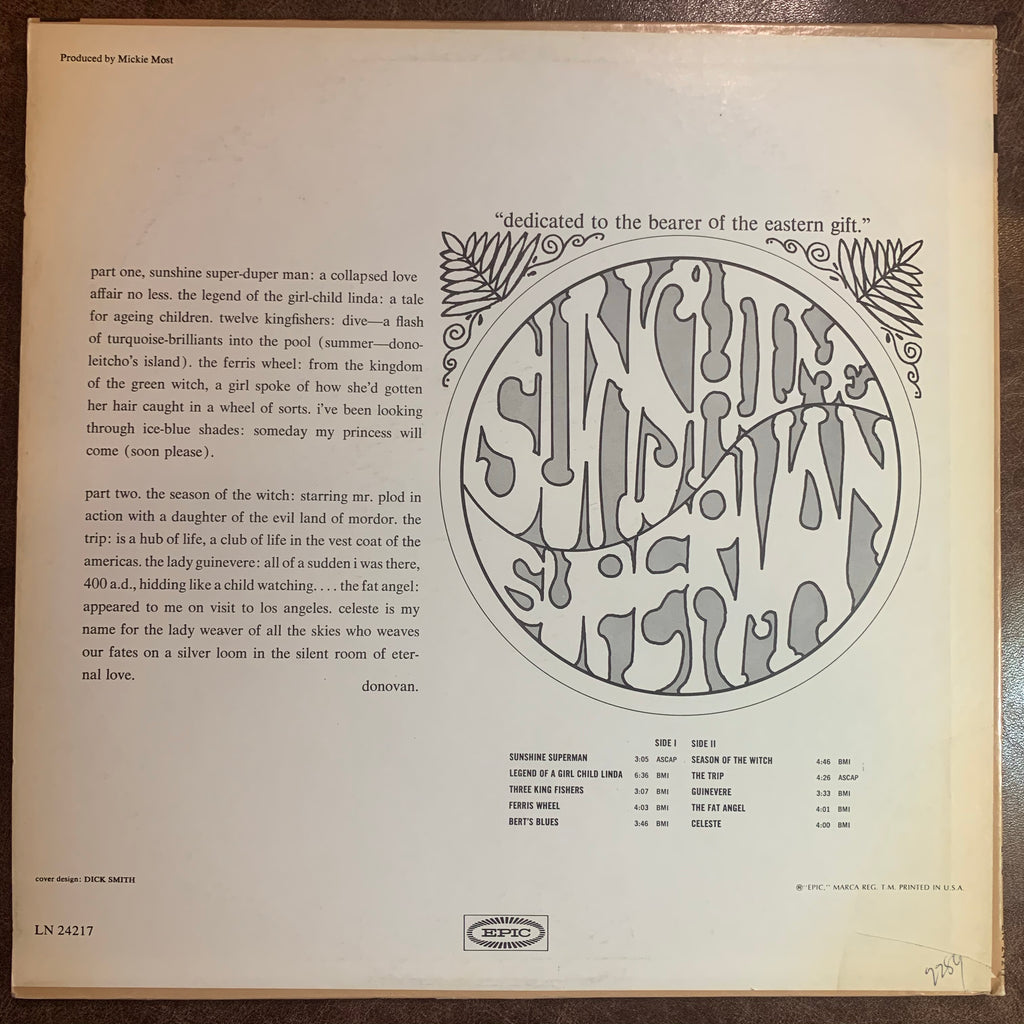 Produced by Mickie Most
"dedicated to the bearer of the eastern gift."
part one, sunshine super-duper man: a collapsed love
affair no less. the legend of the girl-child linda: a tale
for ageing children. twelve kingfishers: dive—a flash
of turquoise-brilliants into the pool (summer—dono-
leitcho's island). the ferris wheel: from the kingdom
of the green witch, a girl spoke of how she'd gotten
her hair caught in a wheel of sorts. i've been looking
through ice-blue shades: someday my princess will
come (soon please).
part two. the season of the witch: starring mr. plod in
action with a daughter of the evil land of mordor. the
trip: is a hub of life, a club of life in the vest coat of the
americas. the lady guinevere: all of a sudden i was there,
400 a.d., hidding like a child watching. . . . the fat angel:
appeared to me on visit to los angeles. celeste is my
name for the lady weaver of all the skies who weaves
our fates on a silver loom in the silent room of eter-
nal love.
donovan.
SUNSHINE
SUPERMAN
SIDE I
SUNSHINE SUPERMAN 3:05 ASCAP
LEGEND OF A GIRL CHILD LINDA 6:36 BMI
THREE KING FISHERS 3:07 BMI
FERRIS WHEEL 4:03 BMI
BERT'S BLUES 3:46 BMI
SIDE II
SEASON OF THE WITCH 4:46 BMI
THE TRIP 4:26 ASCAP
GUINEVERE 3:33 BMI
THE FAT ANGEL 4:01 BMI
CELESTE 4:00 BMI
cover design: DICK SMITH
®"EPIC," MARCA REG. T.M. PRINTED IN U.S.A.
LN 24217
EPIC
2289